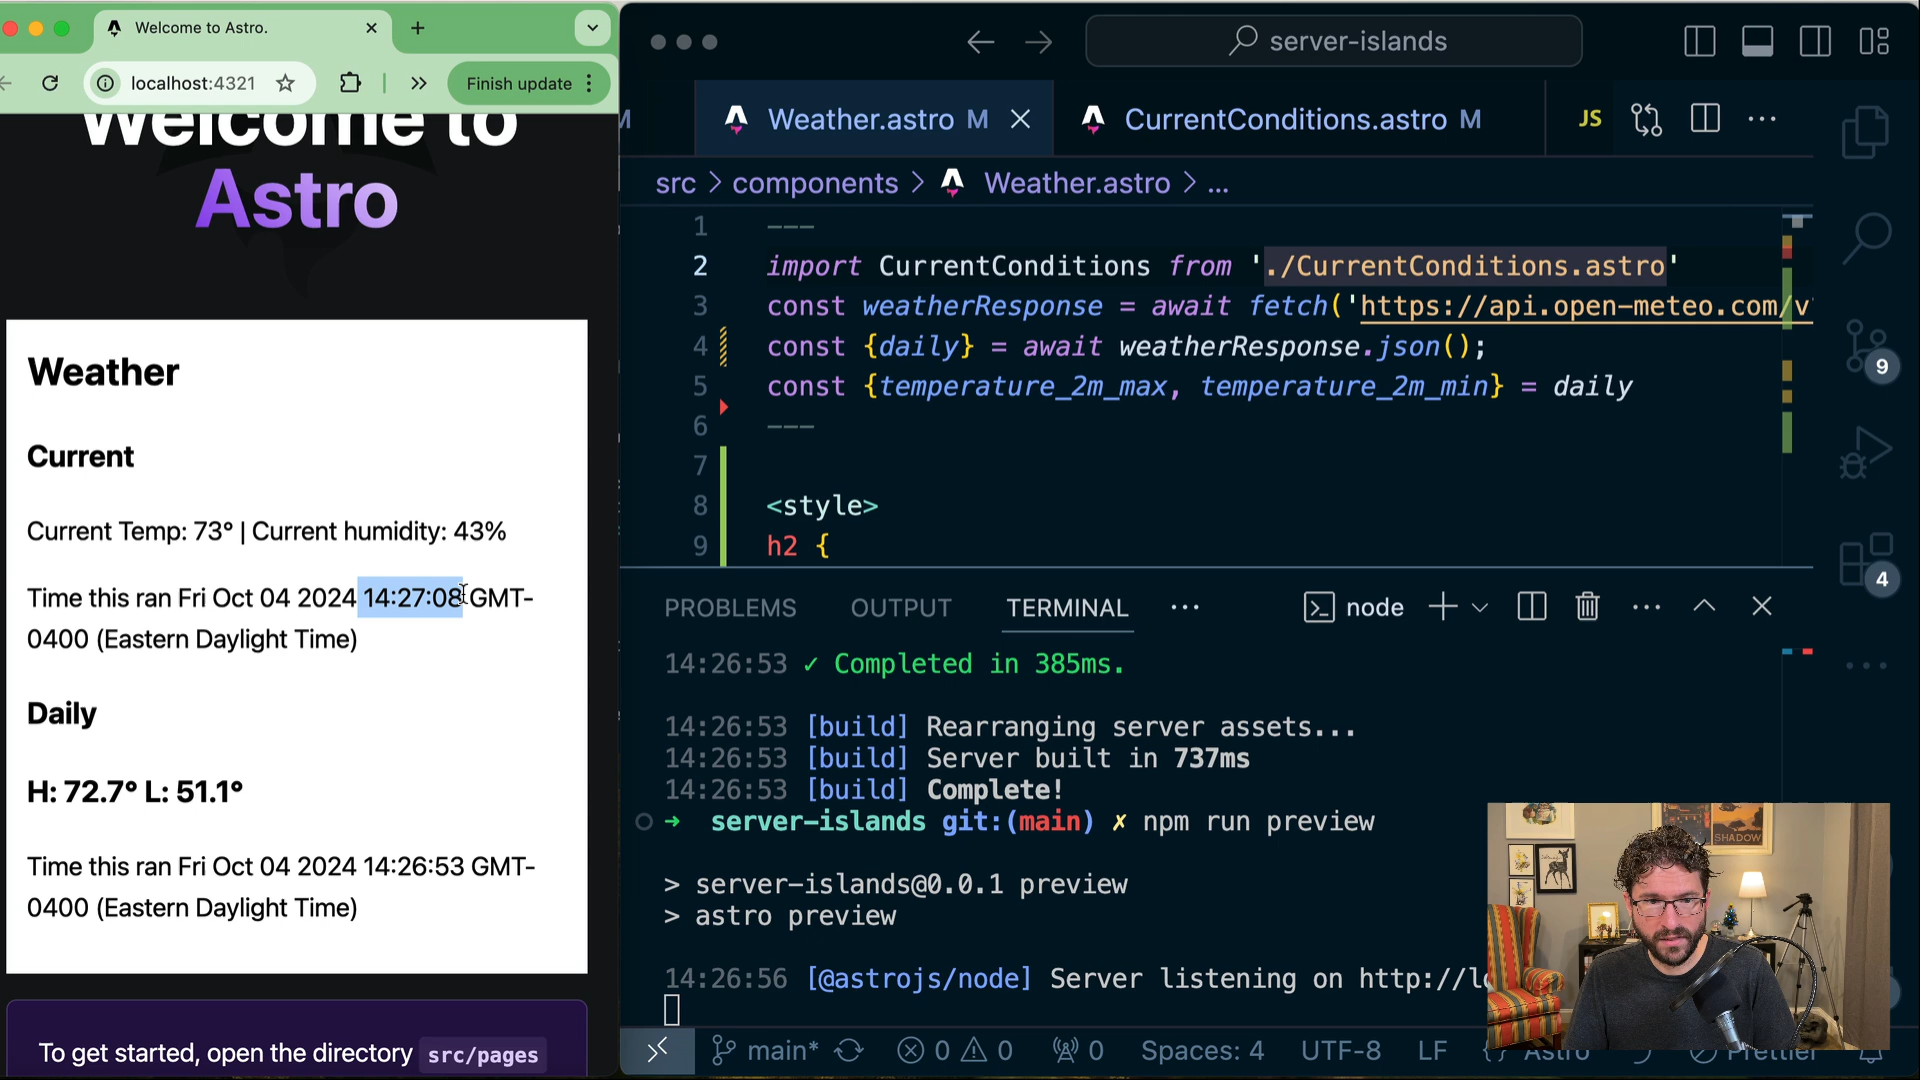 Welcome to Astro.
localhost:4321
Finish update
Welcome to
Astro
Weather
Current
Current Temp: 73° | Current humidity: 43%
Time this ran Fri Oct 04 2024 14:27:08 GMT-
0400 (Eastern Daylight Time)
Daily
H: 72.7° L: 51.1°
Time this ran Fri Oct 04 2024 14:26:53 GMT-
0400 (Eastern Daylight Time)
To get started, open the directory src/pages
server-islands
M
Weather.astro M
CurrentConditions.astro M
JS
src > components > Weather.astro > ...
1 ---
2 import CurrentConditions from './CurrentConditions.astro'
3 const weatherResponse = await fetch('https://api.open-meteo.com/v
4 const {daily} = await weatherResponse.json();
5 const {temperature_2m_max, temperature_2m_min} = daily
6 ---
7
8 <style>
9 h2 {
9
4
PROBLEMS OUTPUT TERMINAL ... node
14:26:53 ✓ Completed in 385ms.
14:26:53 [build] Rearranging server assets...
14:26:53 [build] Server built in 737ms
14:26:53 [build] Complete!
➜ server-islands git:(main) ✗ npm run preview
> server-islands@0.0.1 preview
> astro preview
14:26:56 [@astrojs/node] Server listening on http://l
SHADOW
main* 0 0 0 Spaces: 4 UTF-8 LF {} Astro Prettier